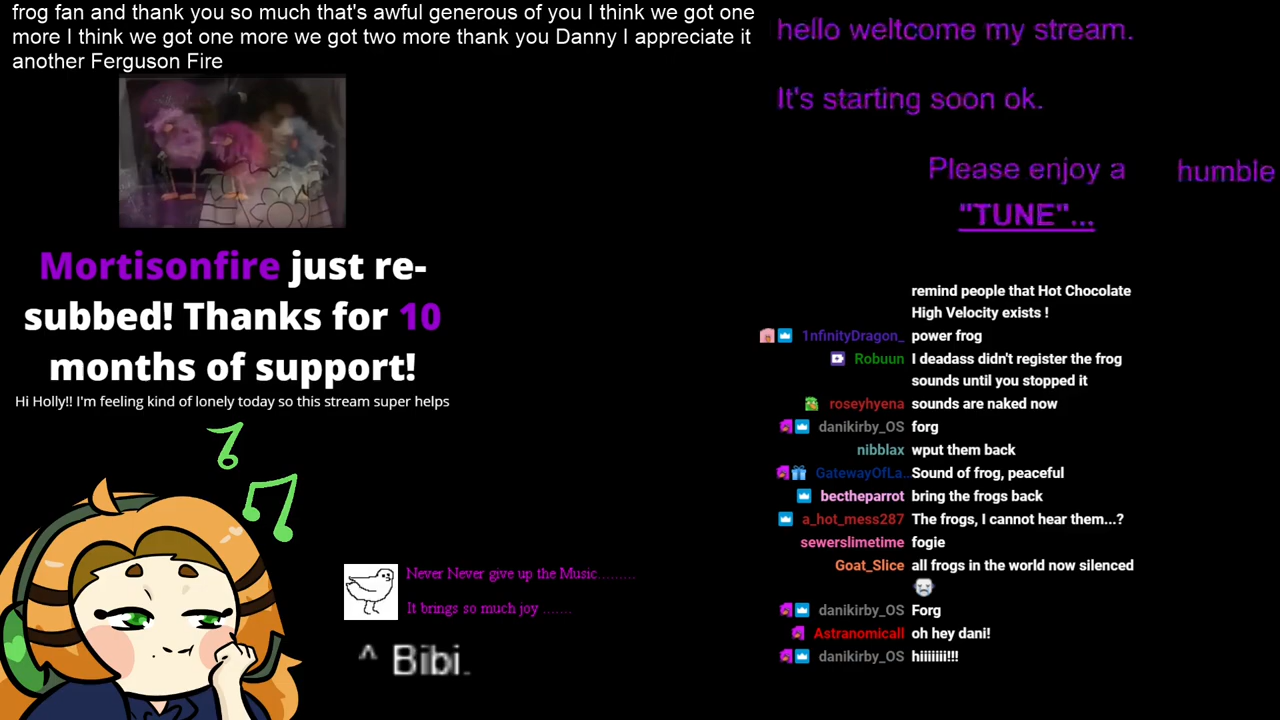 frog fan and thank you so much that's awful generous of you I think we got one
more I think we got one more we got two more thank you Danny I appreciate it
another Ferguson Fire
hello weltcome my stream.
It's starting soon ok.
Please enjoy a humble
"TUNE"...
Mortisonfire just re-
subbed! Thanks for 10
months of support!
Hi Holly!! I'm feeling kind of lonely today so this stream super helps
remind people that Hot Chocolate
High Velocity exists !
1nfinityDragon_ power frog
Robuun I deadass didn't register the frog
sounds until you stopped it
roseyhyena sounds are naked now
danikirby_OS forg
nibblax wput them back
GatewayOfLa... Sound of frog, peaceful
bectheparrot bring the frogs back
a_hot_mess287 The frogs, I cannot hear them...?
sewerslimetime fogie
Goat_Slice all frogs in the world now silenced
danikirby_OS Forg
Astranomicall oh hey dani!
danikirby_OS hiiiiiii!!!
Never Never give up the Music.........
It brings so much joy .......
^ Bibi.